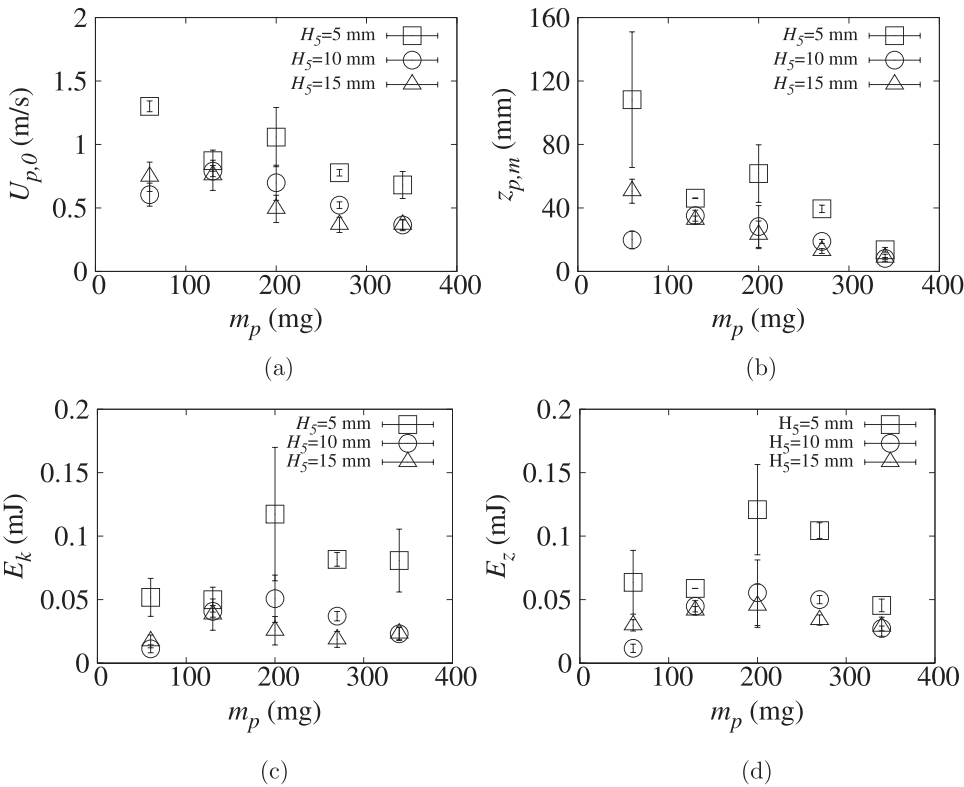 2
1.5
1
0.5
0
0 100 200 300 400
U_{p,0} (m/s)
m_p (mg)
H_5=5 mm
H_5=10 mm
H_5=15 mm
(a)
160
120
80
40
0
0 100 200 300 400
z_{p,m} (mm)
m_p (mg)
H_5=5 mm
H_5=10 mm
H_5=15 mm
(b)
0.2
0.15
0.1
0.05
0
0 100 200 300 400
E_k (mJ)
m_p (mg)
H_5=5 mm
H_5=10 mm
H_5=15 mm
(c)
0.2
0.15
0.1
0.05
0
0 100 200 300 400
E_z (mJ)
m_p (mg)
H_5=5 mm
H_5=10 mm
H_5=15 mm
(d)